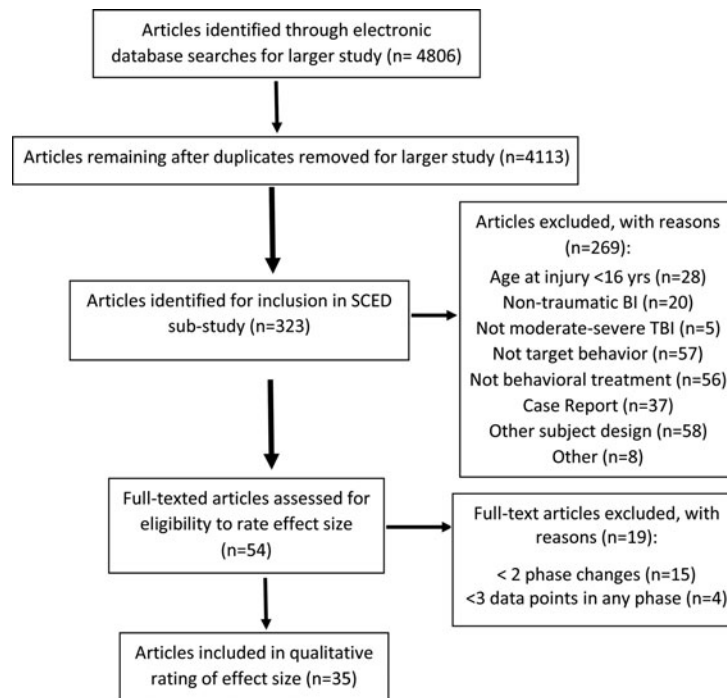 Articles identified through electronic
database searches for larger study (n= 4806)
Articles remaining after duplicates removed for larger study (n=4113)
Articles identified for inclusion in SCED
sub-study (n=323)
Articles excluded, with reasons
(n=269):
Age at injury <16 yrs (n=28)
Non-traumatic BI (n=20)
Not moderate-severe TBI (n=5)
Not target behavior (n=57)
Not behavioral treatment (n=56)
Case Report (n=37)
Other subject design (n=58)
Other (n=8)
Full-texted articles assessed for
eligibility to rate effect size
(n=54)
Full-text articles excluded, with
reasons (n=19):
< 2 phase changes (n=15)
<3 data points in any phase (n=4)
Articles included in qualitative
rating of effect size (n=35)